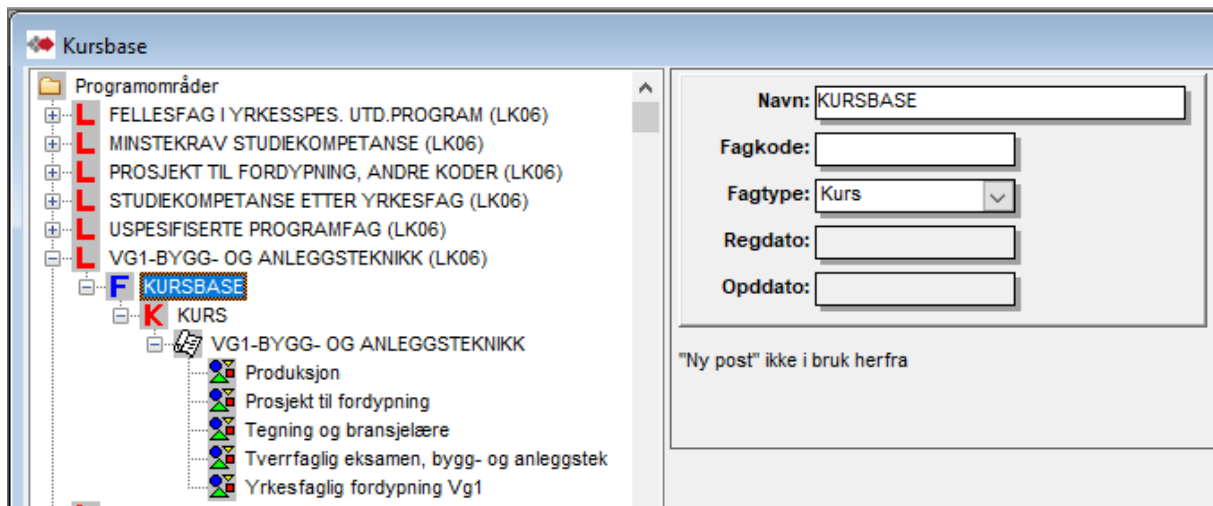 Kursbase
Programområder
L FELLESFAG I YRKESSPES. UTD.PROGRAM (LK06)
L MINSTEKRAV STUDIEKOMPETANSE (LK06)
L PROSJEKT TIL FORDYPNING, ANDRE KODER (LK06)
L STUDIEKOMPETANSE ETTER YRKESFAG (LK06)
L USPESIFISERTE PROGRAMFAG (LK06)
L VG1-BYGG- OG ANLEGGSTEKNIKK (LK06)
F KURSBASE
K KURS
VG1-BYGG- OG ANLEGGSTEKNIKK
Produksjon
Prosjekt til fordypning
Tegning og bransjelære
Tverrfaglig eksamen, bygg- og anleggstek
Yrkesfaglig fordypning Vg1
Navn: KURSBASE
Fagkode:
Fagtype: Kurs
Regdato:
Opddato:
"Ny post" ikke i bruk herfra